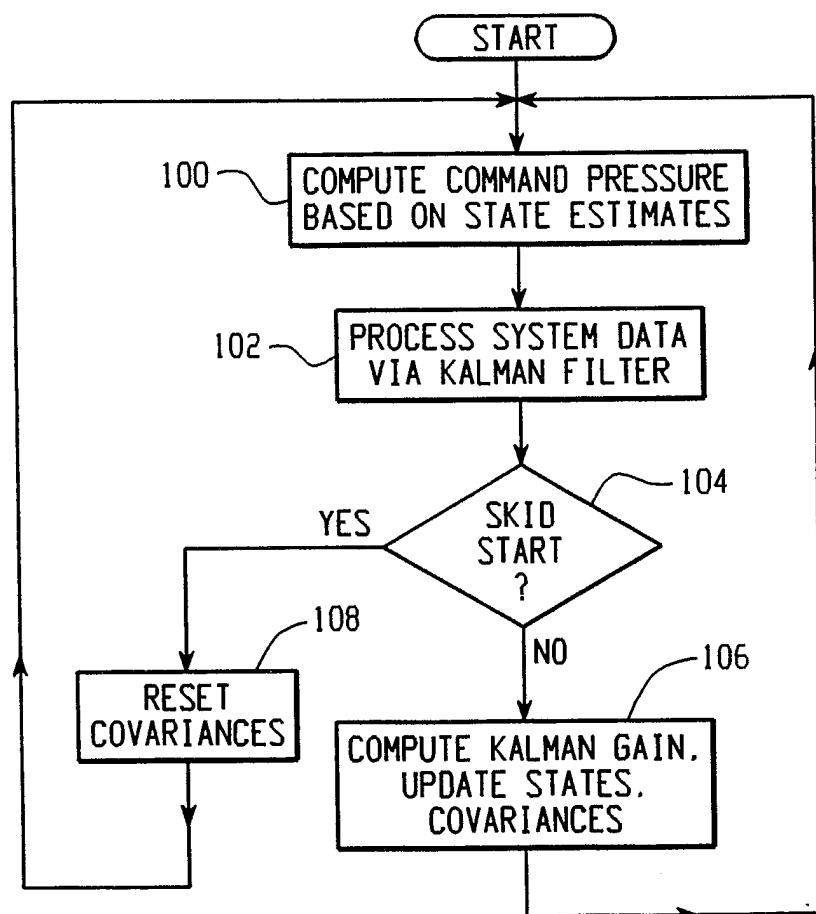 START
100
COMPUTE COMMAND PRESSURE
BASED ON STATE ESTIMATES
102
PROCESS SYSTEM DATA
VIA KALMAN FILTER
104
SKID
START
?
YES
NO
108
RESET
COVARIANCES
106
COMPUTE KALMAN GAIN.
UPDATE STATES.
COVARIANCES